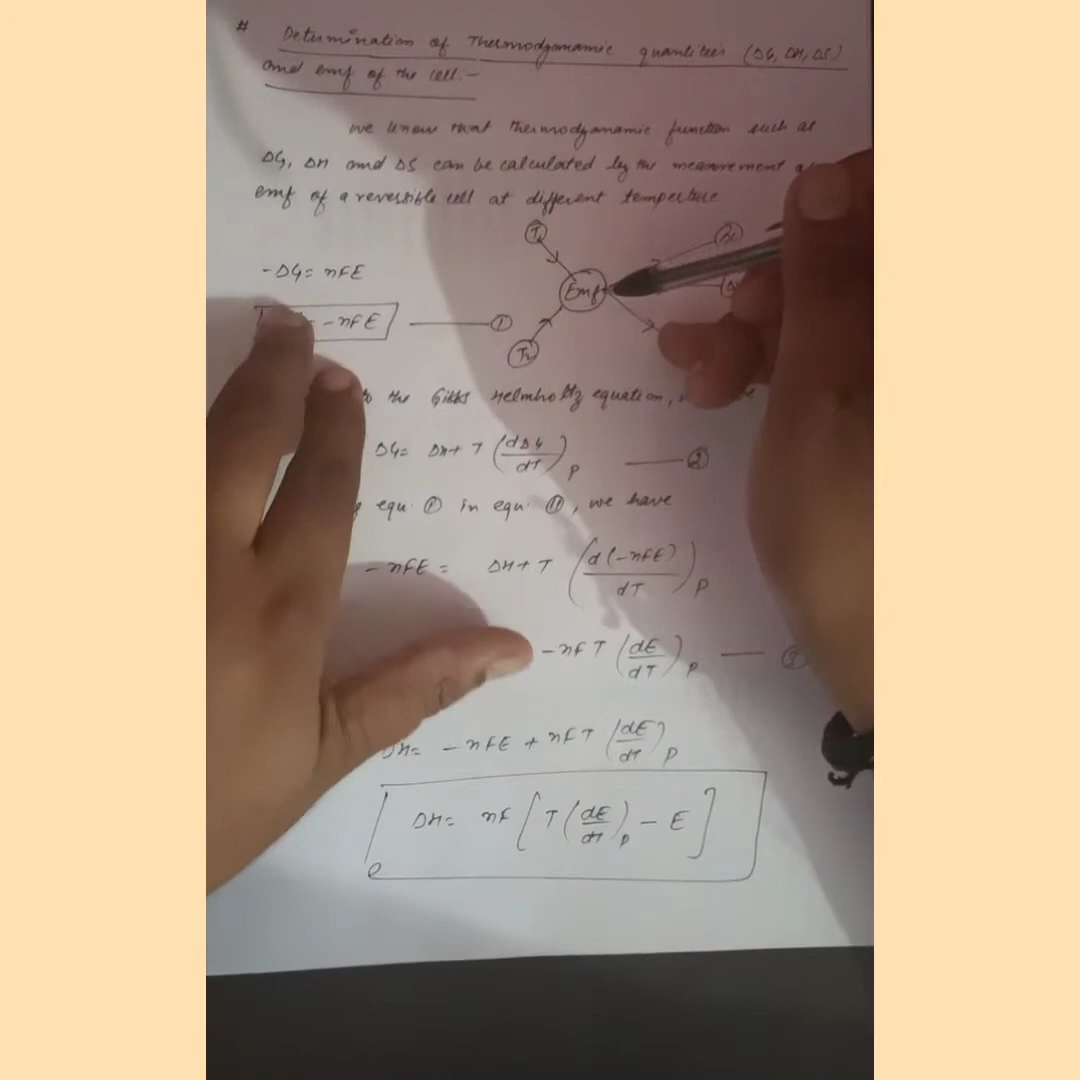 # Determination of Thermodynamic quantities (ΔG, ΔH, ΔS)
and emf of the cell:-
we know that thermodynamic function such as
ΔG, ΔH and ΔS can be calculated by the measurement
emf of a reversible cell at different temperture
T₁
-ΔG = nFE
Emf
-nFE ——— ①
T₂
the Gibbs Helmholtz equation,
ΔG = ΔH + T (dΔG/dT)P ——— ②
equ. ① in equ. ⑪, we have
-nFE = ΔH + T (d(-nFE)/dT)P
-nFT (dE/dT)P — ③
ΔH = -nFE + nFT (dE/dT)P
ΔH = nF [T (dE/dT)P - E]